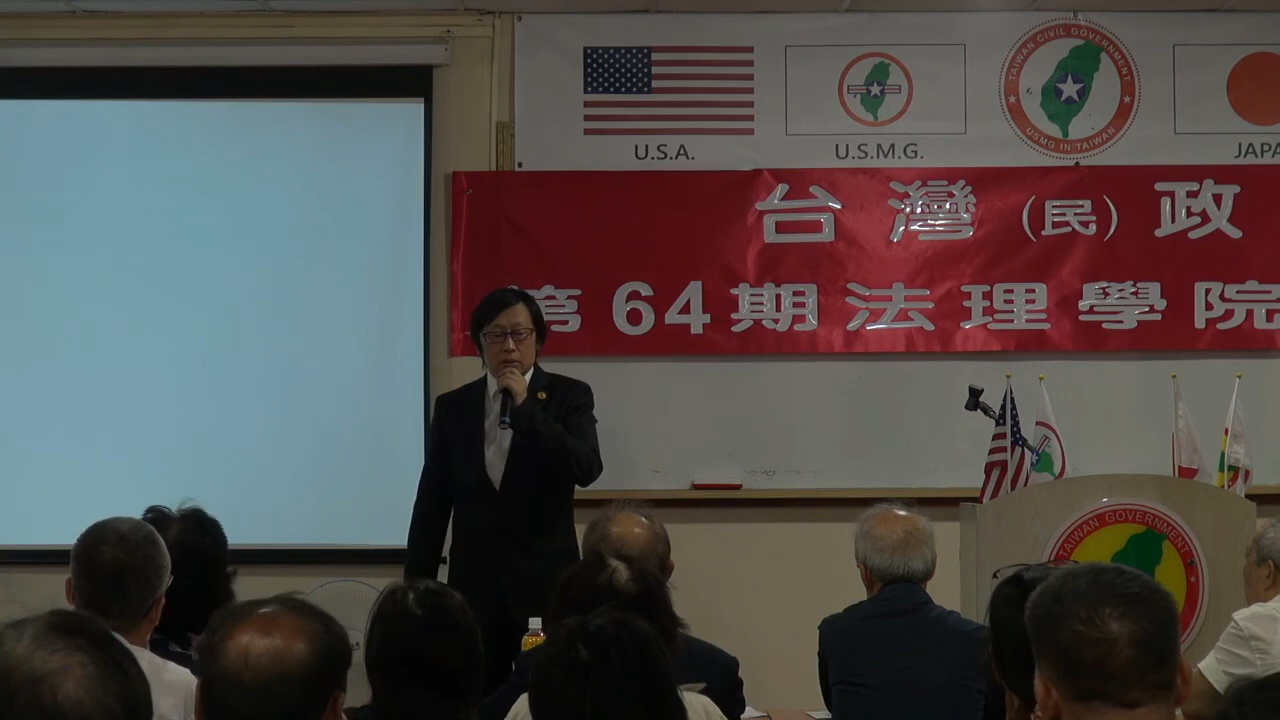 TAIWAN CIVIL GOVERNMENT
USMG IN TAIWAN
U.S.A.
U.S.M.G.
JAPA
台灣(民)政
第64期法理學院
TAIWAN GOVERNMENT